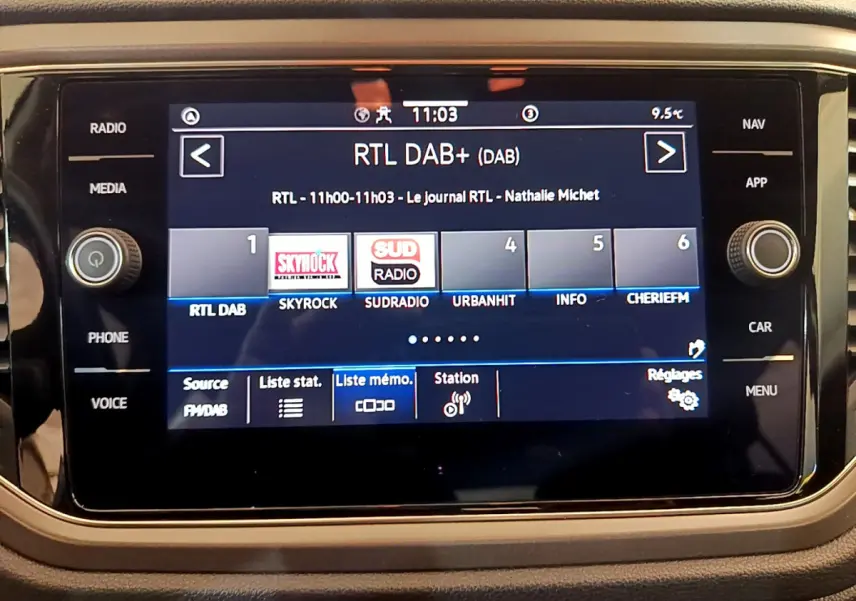 RADIO
MEDIA
PHONE
VOICE
11:03
3
9.5°C
RTL DAB+ (DAB)
RTL - 11h00-11h03 - Le journal RTL - Nathalie Michet
1
SKYROCK
SUD
RADIO
4
5
6
RTL DAB
SKYROCK
SUDRADIO
URBANHIT
INFO
CHERIEFM
Source
FM/DAB
Liste stat.
Liste mémo.
Station
Réglages
NAV
APP
CAR
MENU